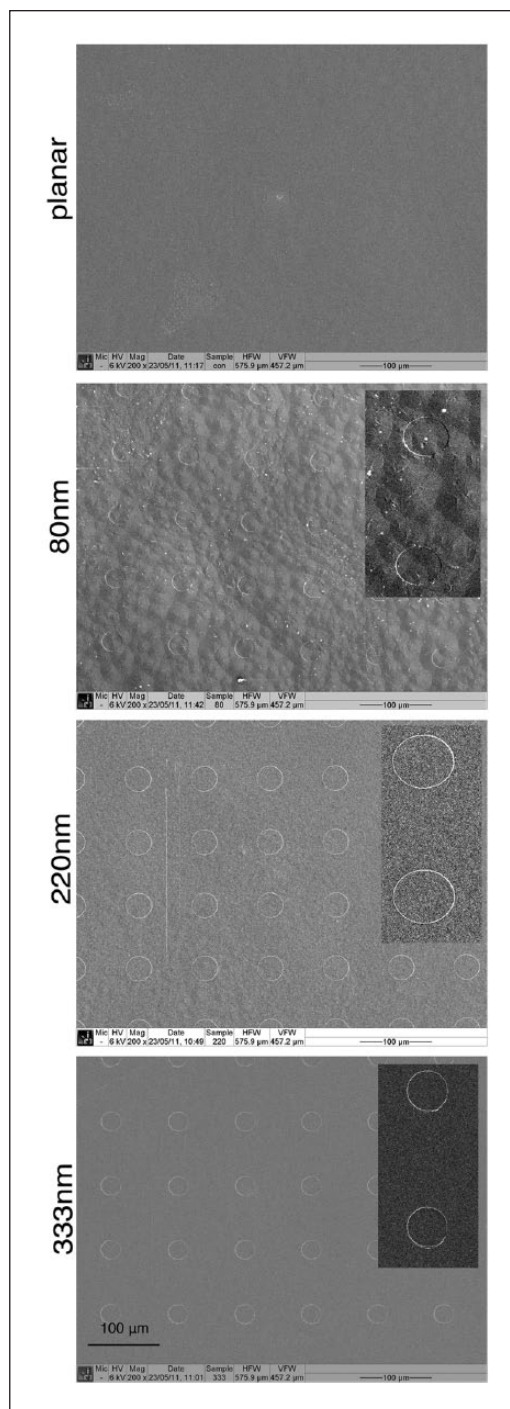 planar
Mic HV Mag Date Sample HFW VFW
- 6 kV 200 x 23/05/11, 11:17 con 575.9 µm 457.2 µm 100 µm
80nm
Mic HV Mag Date Sample HFW VFW
- 6 kV 200 x 23/05/11, 11:42 80 575.9 µm 457.2 µm 100 µm
220nm
Mic HV Mag Date Sample HFW VFW
- 6 kV 200 x 23/05/11, 10:49 220 575.9 µm 457.2 µm 100 µm
333nm
100 µm
Mic HV Mag Date Sample HFW VFW
- 6 kV 200 x 23/05/11, 11:01 333 575.9 µm 457.2 µm 100 µm